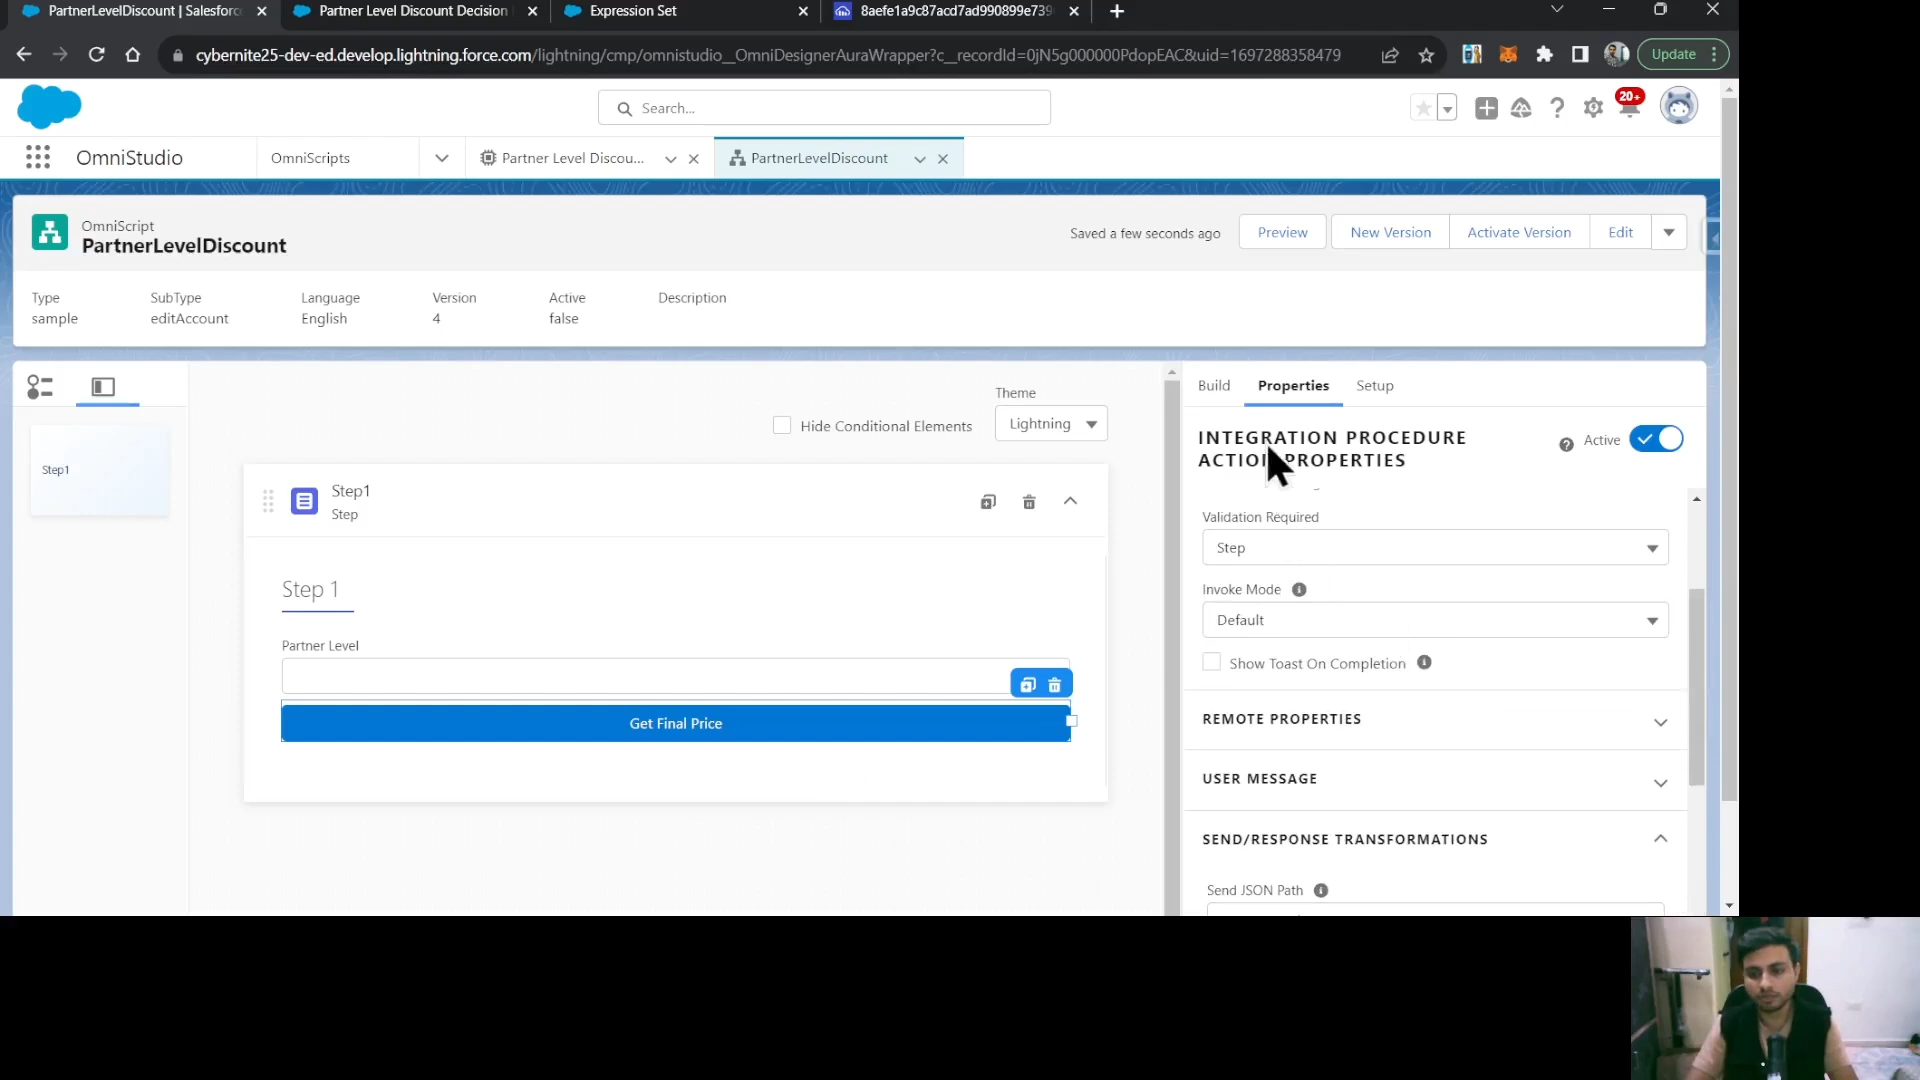 PartnerLevelDiscount | Salesforc
Partner Level Discount Decision
Expression Set
8aefe1a9c87acd7ad990899e739
cybernite25-dev-ed.develop.lightning.force.com/lightning/cmp/omnistudio__OmniDesignerAuraWrapper?c__recordId=0jN5g000000PdopEAC&uid=1697288358479
Update
Search...
20+
OmniStudio
OmniScripts
Partner Level Discou...
PartnerLevelDiscount
OmniScript
PartnerLevelDiscount
Saved a few seconds ago
Preview
New Version
Activate Version
Edit
Type
SubType
Language
Version
Active
Description
sample
editAccount
English
4
false
Theme
Hide Conditional Elements
Lightning
Step1
Step1
Step
Step 1
Partner Level
Get Final Price
Build
Properties
Setup
INTEGRATION PROCEDURE
ACTION PROPERTIES
Active
Validation Required
Step
Invoke Mode
Default
Show Toast On Completion
REMOTE PROPERTIES
USER MESSAGE
SEND/RESPONSE TRANSFORMATIONS
Send JSON Path